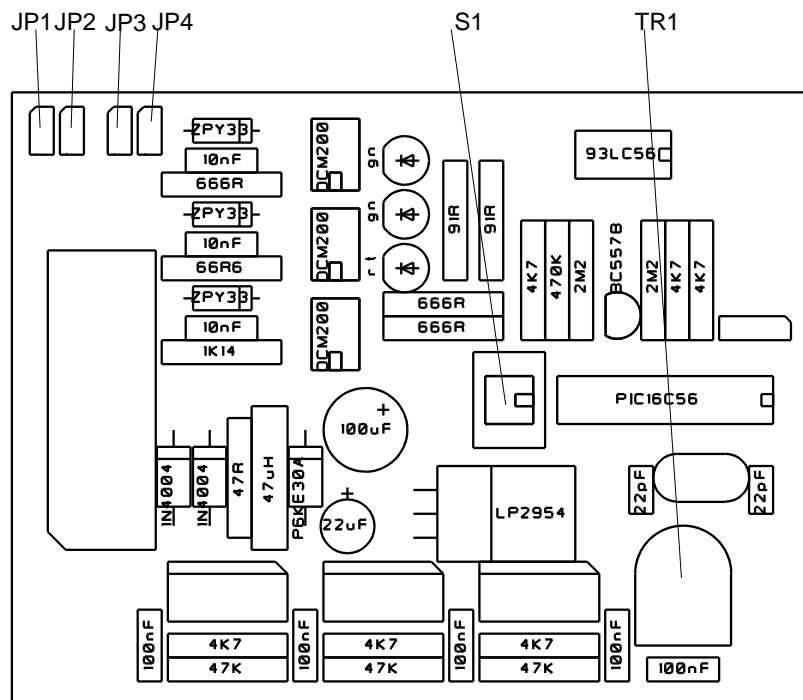 JP1 JP2 JP3 JP4 S1 TR1
ZPY33
10nF
666R
DCM200
gn
ZPY33
10nF
66R6
DCM200
gn
rt
ZPY33
10nF
1K14
DCM200
91R
91R
666R
666R
93LC56
4K7
470K
2M2
BC557B
2M2
4K7
4K7
PIC16C56
1N4004
1N4004
47R
47uH
P6KE30A
+
100uF
+
22uF
LP2954
22pF
22pF
100nF
4K7
47K
100nF
4K7
47K
100nF
4K7
47K
100nF
100nF